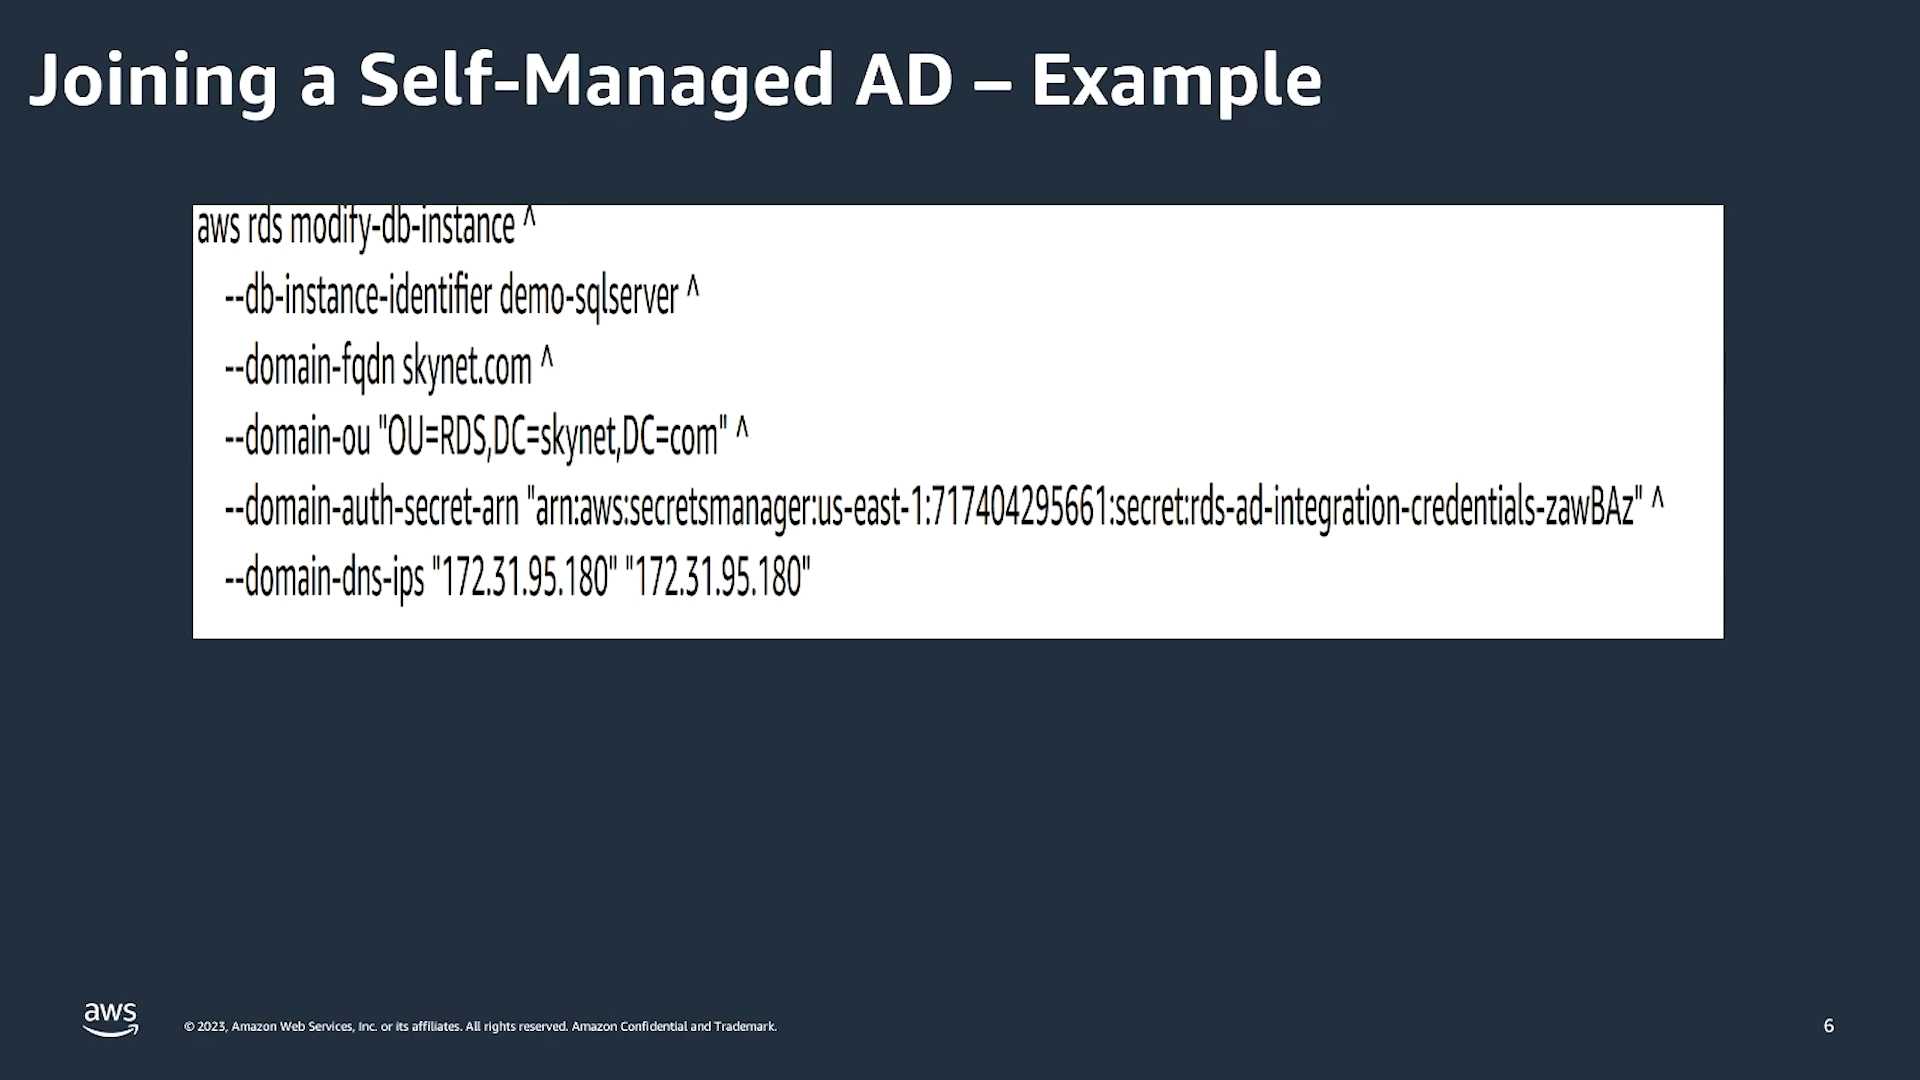 Joining a Self-Managed AD – Example
aws rds modify-db-instance ^
--db-instance-identifier demo-sqlserver ^
--domain-fqdn skynet.com ^
--domain-ou "OU=RDS,DC=skynet,DC=com" ^
--domain-auth-secret-arn "arn:aws:secretsmanager:us-east-1:717404295661:secret:rds-ad-integration-credentials-zawBAz" ^
--domain-dns-ips "172.31.95.180" "172.31.95.180"
aws
© 2023, Amazon Web Services, Inc. or its affiliates. All rights reserved. Amazon Confidential and Trademark.
6